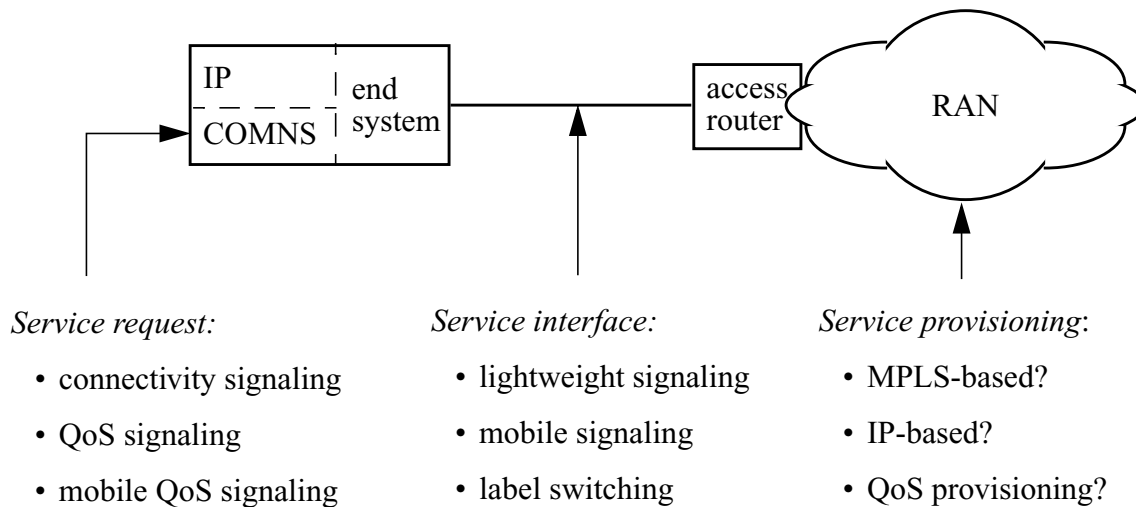 IP
COMNS
end
system
access
router
RAN
Service request:
• connectivity signaling
• QoS signaling
• mobile QoS signaling
Service interface:
• lightweight signaling
• mobile signaling
• label switching
Service provisioning:
• MPLS-based?
• IP-based?
• QoS provisioning?